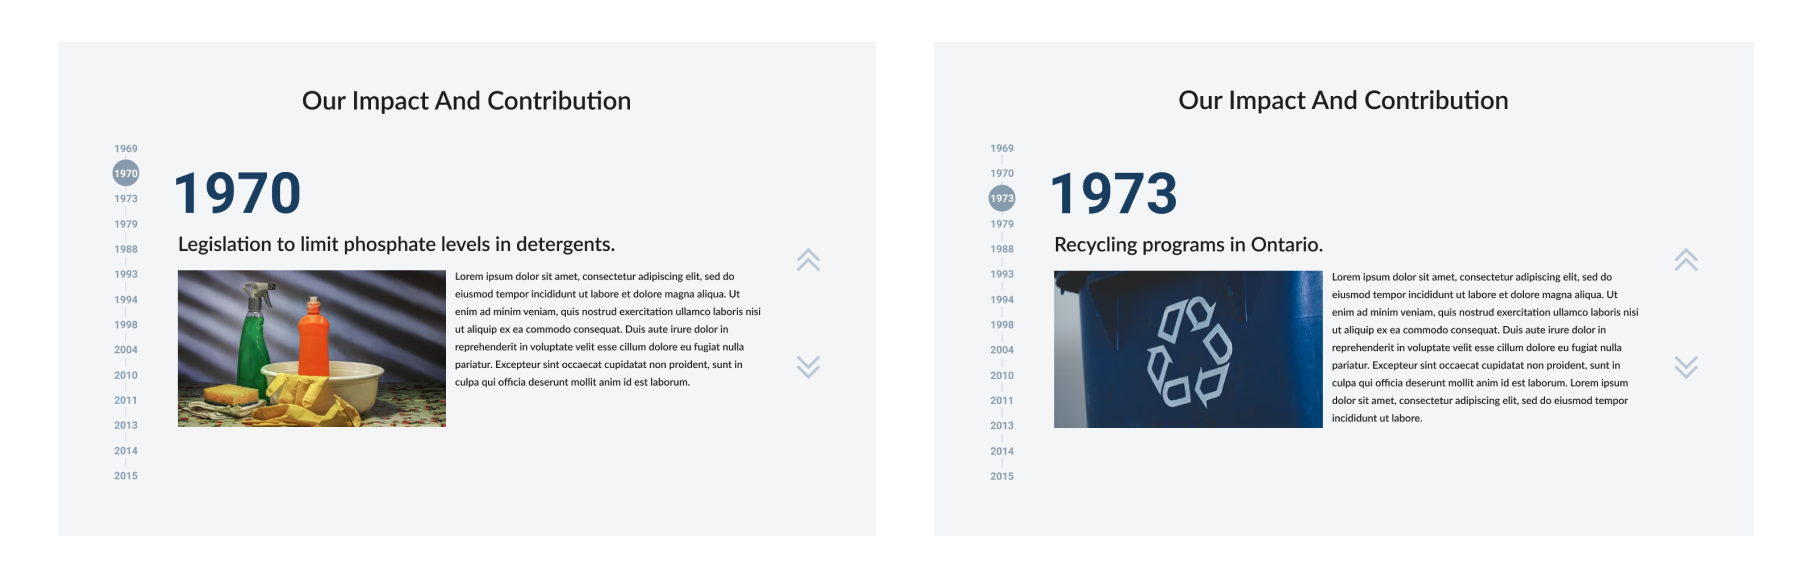 Our Impact And Contribution
1969
1970
1973
1979
1988
1993
1994
1998
2004
2010
2011
2013
2014
2015
1970
Legislation to limit phosphate levels in detergents.
Lorem ipsum dolor sit amet, consectetur adipiscing elit, sed do
eiusmod tempor incididunt ut labore et dolore magna aliqua. Ut
enim ad minim veniam, quis nostrud exercitation ullamco laboris nisi
ut aliquip ex ea commodo consequat. Duis aute irure dolor in
reprehenderit in voluptate velit esse cillum dolore eu fugiat nulla
pariatur. Excepteur sint occaecat cupidatat non proident, sunt in
culpa qui officia deserunt mollit anim id est laborum.
Our Impact And Contribution
1969
1970
1973
1979
1988
1993
1994
1998
2004
2010
2011
2013
2014
2015
1973
Recycling programs in Ontario.
Lorem ipsum dolor sit amet, consectetur adipiscing elit, sed do
eiusmod tempor incididunt ut labore et dolore magna aliqua. Ut
enim ad minim veniam, quis nostrud exercitation ullamco laboris nisi
ut aliquip ex ea commodo consequat. Duis aute irure dolor in
reprehenderit in voluptate velit esse cillum dolore eu fugiat nulla
pariatur. Excepteur sint occaecat cupidatat non proident, sunt in
culpa qui officia deserunt mollit anim id est laborum. Lorem ipsum
dolor sit amet, consectetur adipiscing elit, sed do eiusmod tempor
incididunt ut labore.